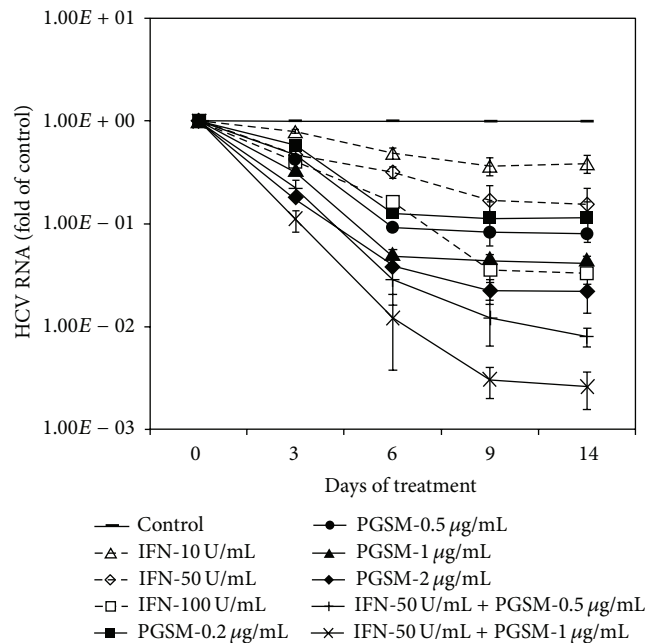 1.00E + 01
1.00E + 00
1.00E − 01
1.00E − 02
1.00E − 03
HCV RNA (fold of control)
0 3 6 9 14
Days of treatment
Control
IFN-10 U/mL
IFN-50 U/mL
IFN-100 U/mL
PGSM-0.2 μg/mL
PGSM-0.5 μg/mL
PGSM-1 μg/mL
PGSM-2 μg/mL
IFN-50 U/mL + PGSM-0.5 μg/mL
IFN-50 U/mL + PGSM-1 μg/mL